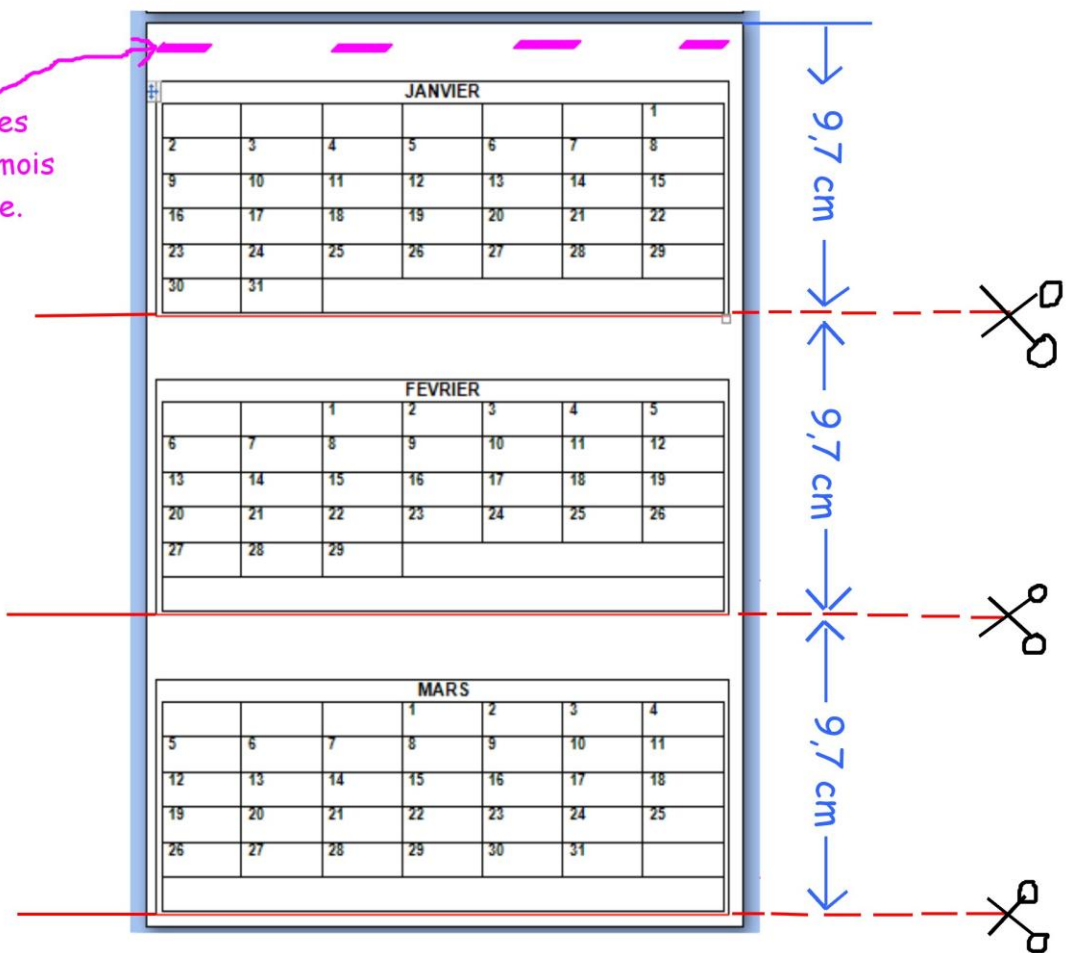 es
mois
e.
JANVIER
1
2 3 4 5 6 7 8
9 10 11 12 13 14 15
16 17 18 19 20 21 22
23 24 25 26 27 28 29
30 31
9,7 cm
FEVRIER
1 2 3 4 5
6 7 8 9 10 11 12
13 14 15 16 17 18 19
20 21 22 23 24 25 26
27 28 29
9,7 cm
MARS
1 2 3 4
5 6 7 8 9 10 11
12 13 14 15 16 17 18
19 20 21 22 23 24 25
26 27 28 29 30 31
9,7 cm